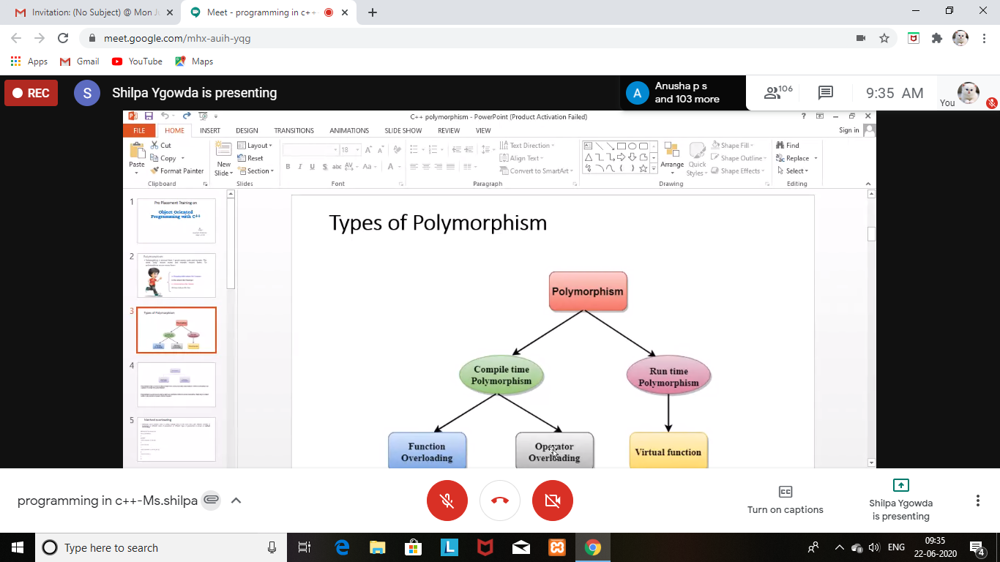 Invitation: (No Subject) @ Mon J
Meet - programming in c++
meet.google.com/mhx-auih-yqg
Apps
Gmail
YouTube
Maps
REC
S
Shilpa Ygowda is presenting
A
Anusha p s
and 103 more
106
9:35 AM
You
C++ polymorphism - PowerPoint (Product Activation Failed)
FILE
HOME
INSERT
DESIGN
TRANSITIONS
ANIMATIONS
SLIDE SHOW
REVIEW
VIEW
Sign in
Paste
Cut
Copy
Format Painter
Clipboard
New
Slide
Layout
Reset
Section
Slides
18
Font
Text Direction
Align Text
Convert to SmartArt
Paragraph
Arrange
Quick
Styles
Shape Fill
Shape Outline
Shape Effects
Drawing
Find
Replace
Select
Editing
1
Pre Placement Training on
Object Oriented
Programming with C++
2
Polymorphism
3
Types of Polymorphism
4
5
Method overloading
Types of Polymorphism
Polymorphism
Compile time
Polymorphism
Run time
Polymorphism
Function
Overloading
Operator
Overloading
Virtual function
programming in c++-Ms.shilpa
Turn on captions
Shilpa Ygowda
is presenting
Type here to search
ENG
09:35
22-06-2020
4